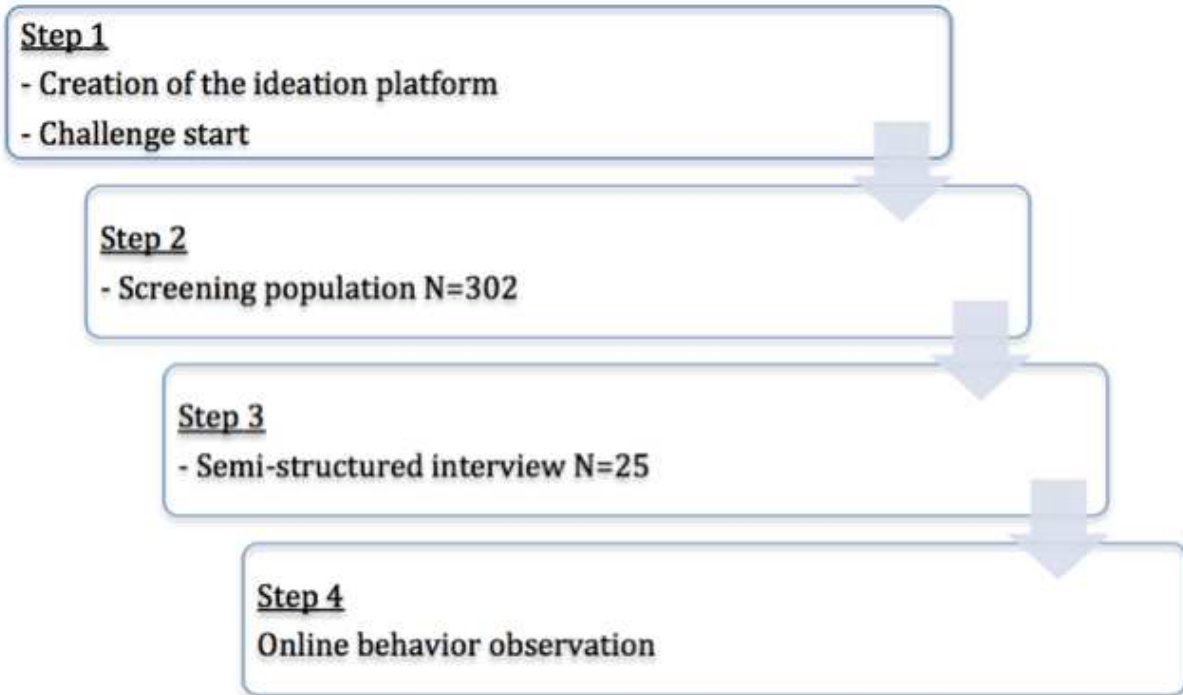 Step 1
- Creation of the ideation platform
- Challenge start
Step 2
- Screening population N=302
Step 3
- Semi-structured interview N=25
Step 4
Online behavior observation